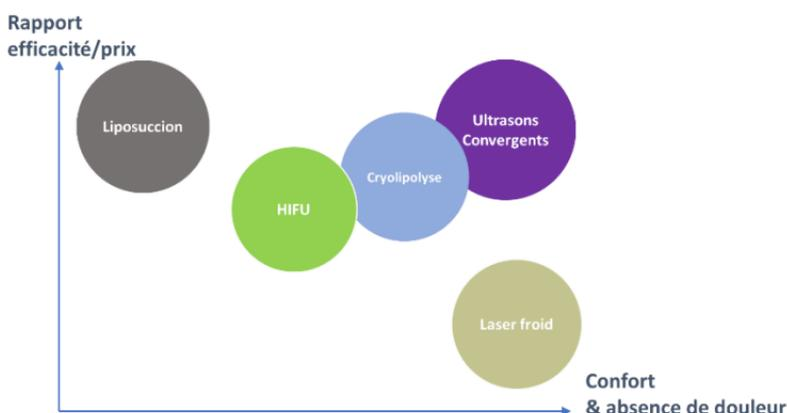 Rapport
efficacité/prix
Liposuccion
Ultrasons
Convergents
Cryolipolyse
HIFU
Laser froid
Confort
& absence de douleur